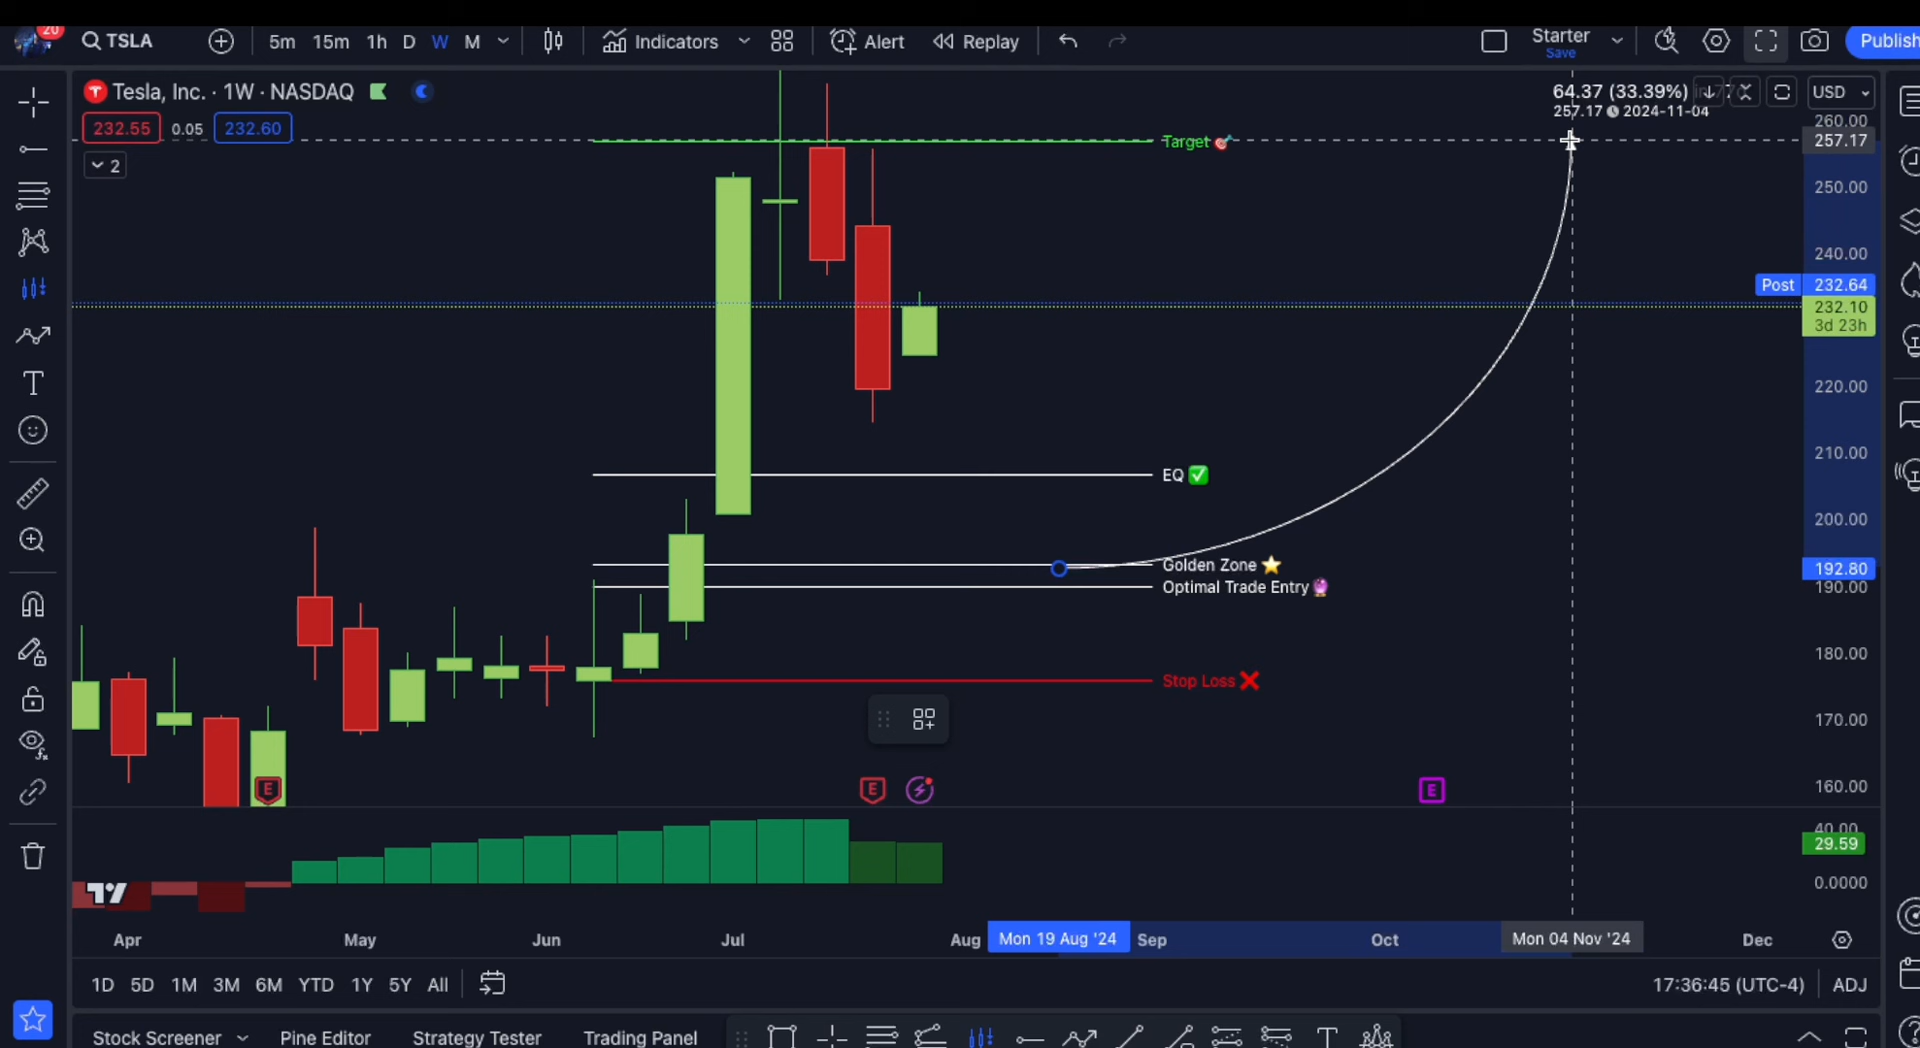 20 TSLA 5m 15m 1h D W M Indicators Alert Replay Starter Save Publish
Tesla, Inc. · 1W · NASDAQ
64.37 (33.39%) USD
257.17 2024-11-04
232.55 0.05 232.60
2
260.00
257.17
Target 🎯
250.00
240.00
Post 232.64
232.10
3d 23h
220.00
210.00
EQ ✅
200.00
Golden Zone ⭐
192.80
Optimal Trade Entry 🔮
190.00
180.00
Stop Loss ❌
170.00
E E E
160.00
40.00
29.59
0.0000
Apr May Jun Jul Aug Mon 19 Aug '24 Sep Oct Mon 04 Nov '24 Dec
1D 5D 1M 3M 6M YTD 1Y 5Y All 17:36:45 (UTC-4) ADJ
Stock Screener Pine Editor Strategy Tester Trading Panel